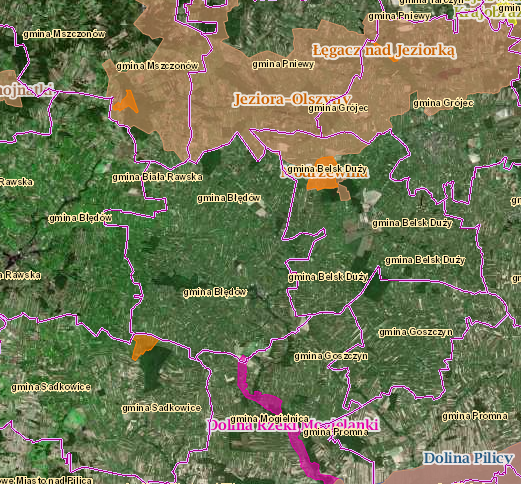 gmina Pniewy
gmina Mszczonów
Łęgacz nad Jeziorką
gmina Mszczonów
gmina Pniewy
Jeziora-Olszyny
gmina Grójec
gmina Grójec
gmina Belsk Duży
gmina Biała Rawska
Rawska
gmina Błędów
gmina Błędów
gmina Belsk Duży
gmina Belsk Duży
Rawska
gmina Belsk Duży
gmina Błędów
gmina Goszczyn
gmina Goszczyn
gmina Sadkowice
gmina Sadkowice
gmina Mogielnica
Dolina Rzeki Mogielanki
gmina Promna
gmina Promna
Dolina Pilicy
we Miasto nad Pilicą